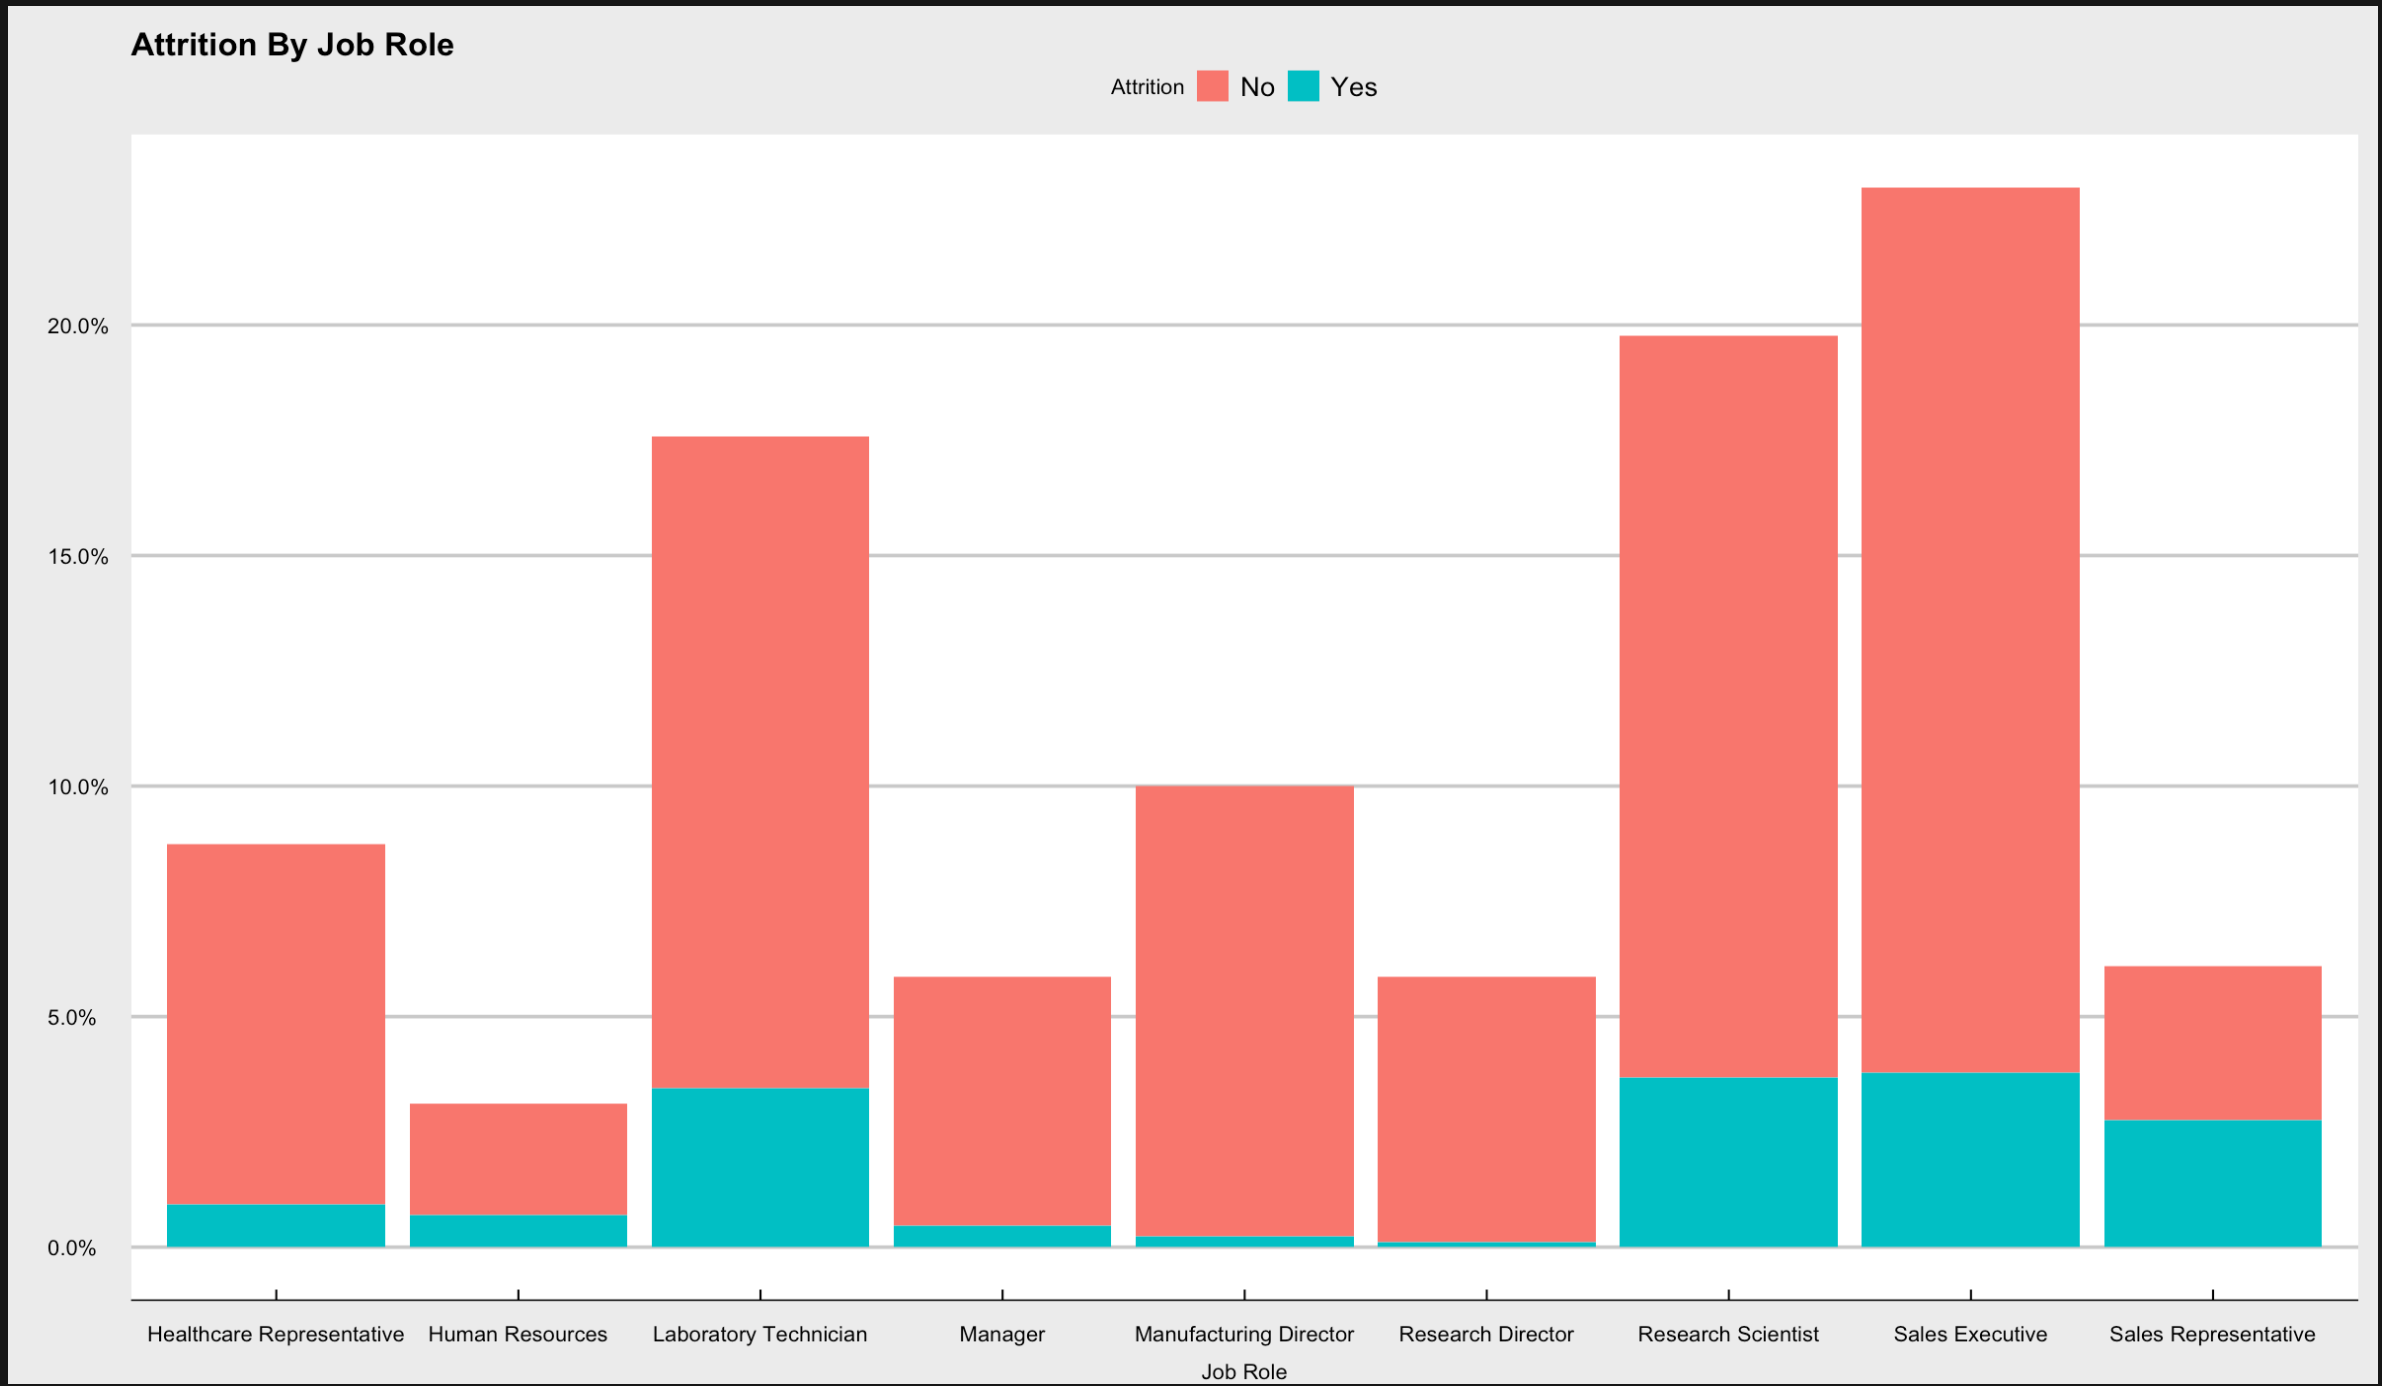 Attrition By Job Role
Attrition No Yes
20.0%
15.0%
10.0%
5.0%
0.0%
Healthcare Representative Human Resources Laboratory Technician Manager Manufacturing Director Research Director Research Scientist Sales Executive Sales Representative
Job Role